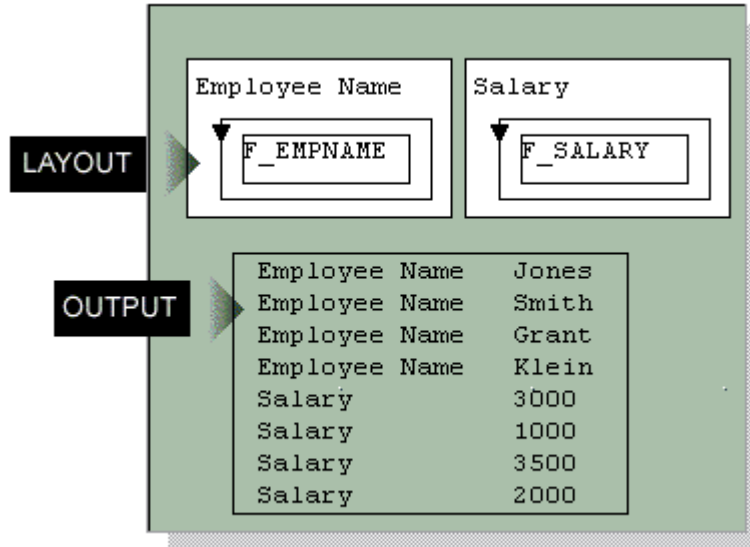 Employee Name Salary
LAYOUT
F_EMPNAME F_SALARY
OUTPUT
Employee Name Jones
Employee Name Smith
Employee Name Grant
Employee Name Klein
Salary 3000
Salary 1000
Salary 3500
Salary 2000